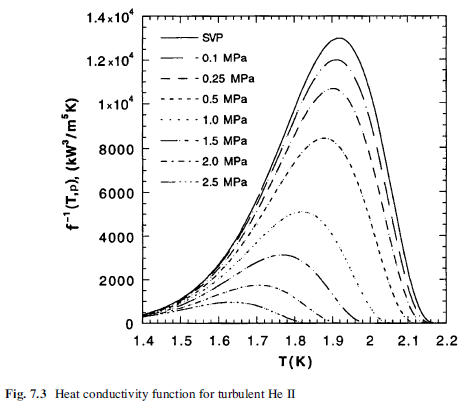 1.4×10⁴
1.2×10⁴
1×10⁴
8000
6000
4000
2000
0
f⁻¹(T,p), (kW³/m⁵K)
SVP
0.1 MPa
0.25 MPa
0.5 MPa
1.0 MPa
1.5 MPa
2.0 MPa
2.5 MPa
1.4 1.5 1.6 1.7 1.8 1.9 2 2.1 2.2
T(K)
Fig. 7.3 Heat conductivity function for turbulent He II